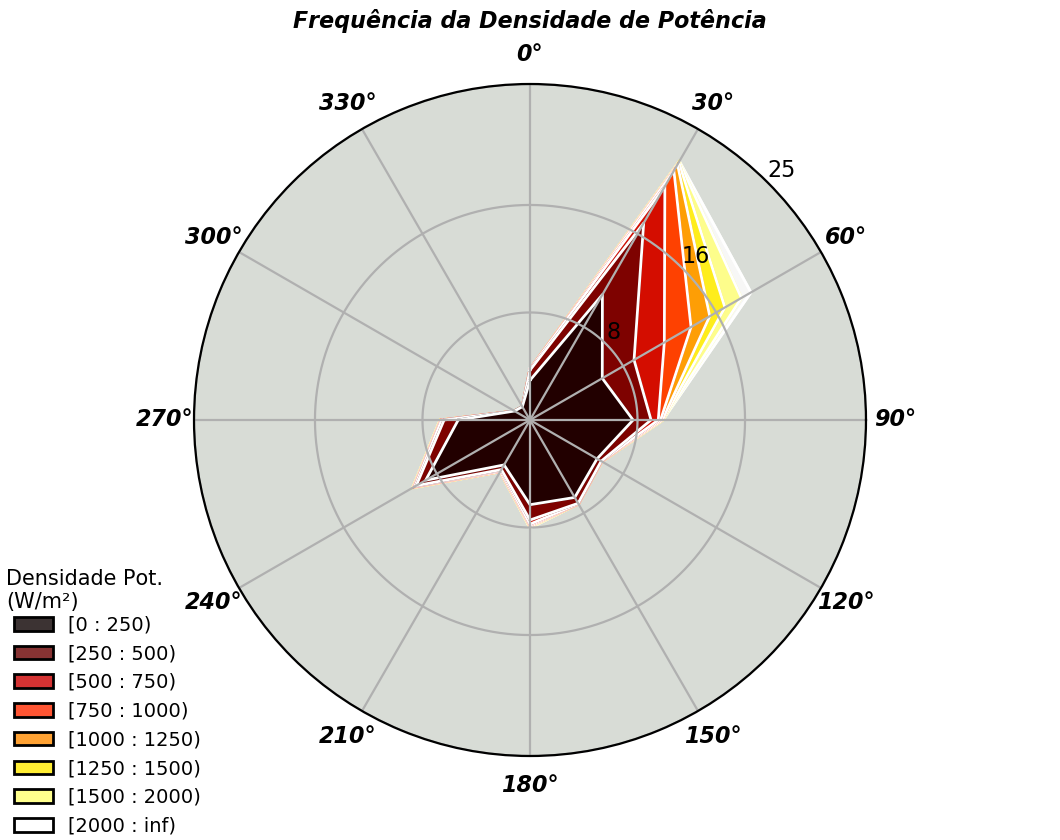 Frequência da Densidade de Potência
0°
330°
30°
25
300°
60°
16
8
270°
90°
240°
120°
210°
150°
180°
Densidade Pot.
(W/m²)
[0 : 250)
[250 : 500)
[500 : 750)
[750 : 1000)
[1000 : 1250)
[1250 : 1500)
[1500 : 2000)
[2000 : inf)